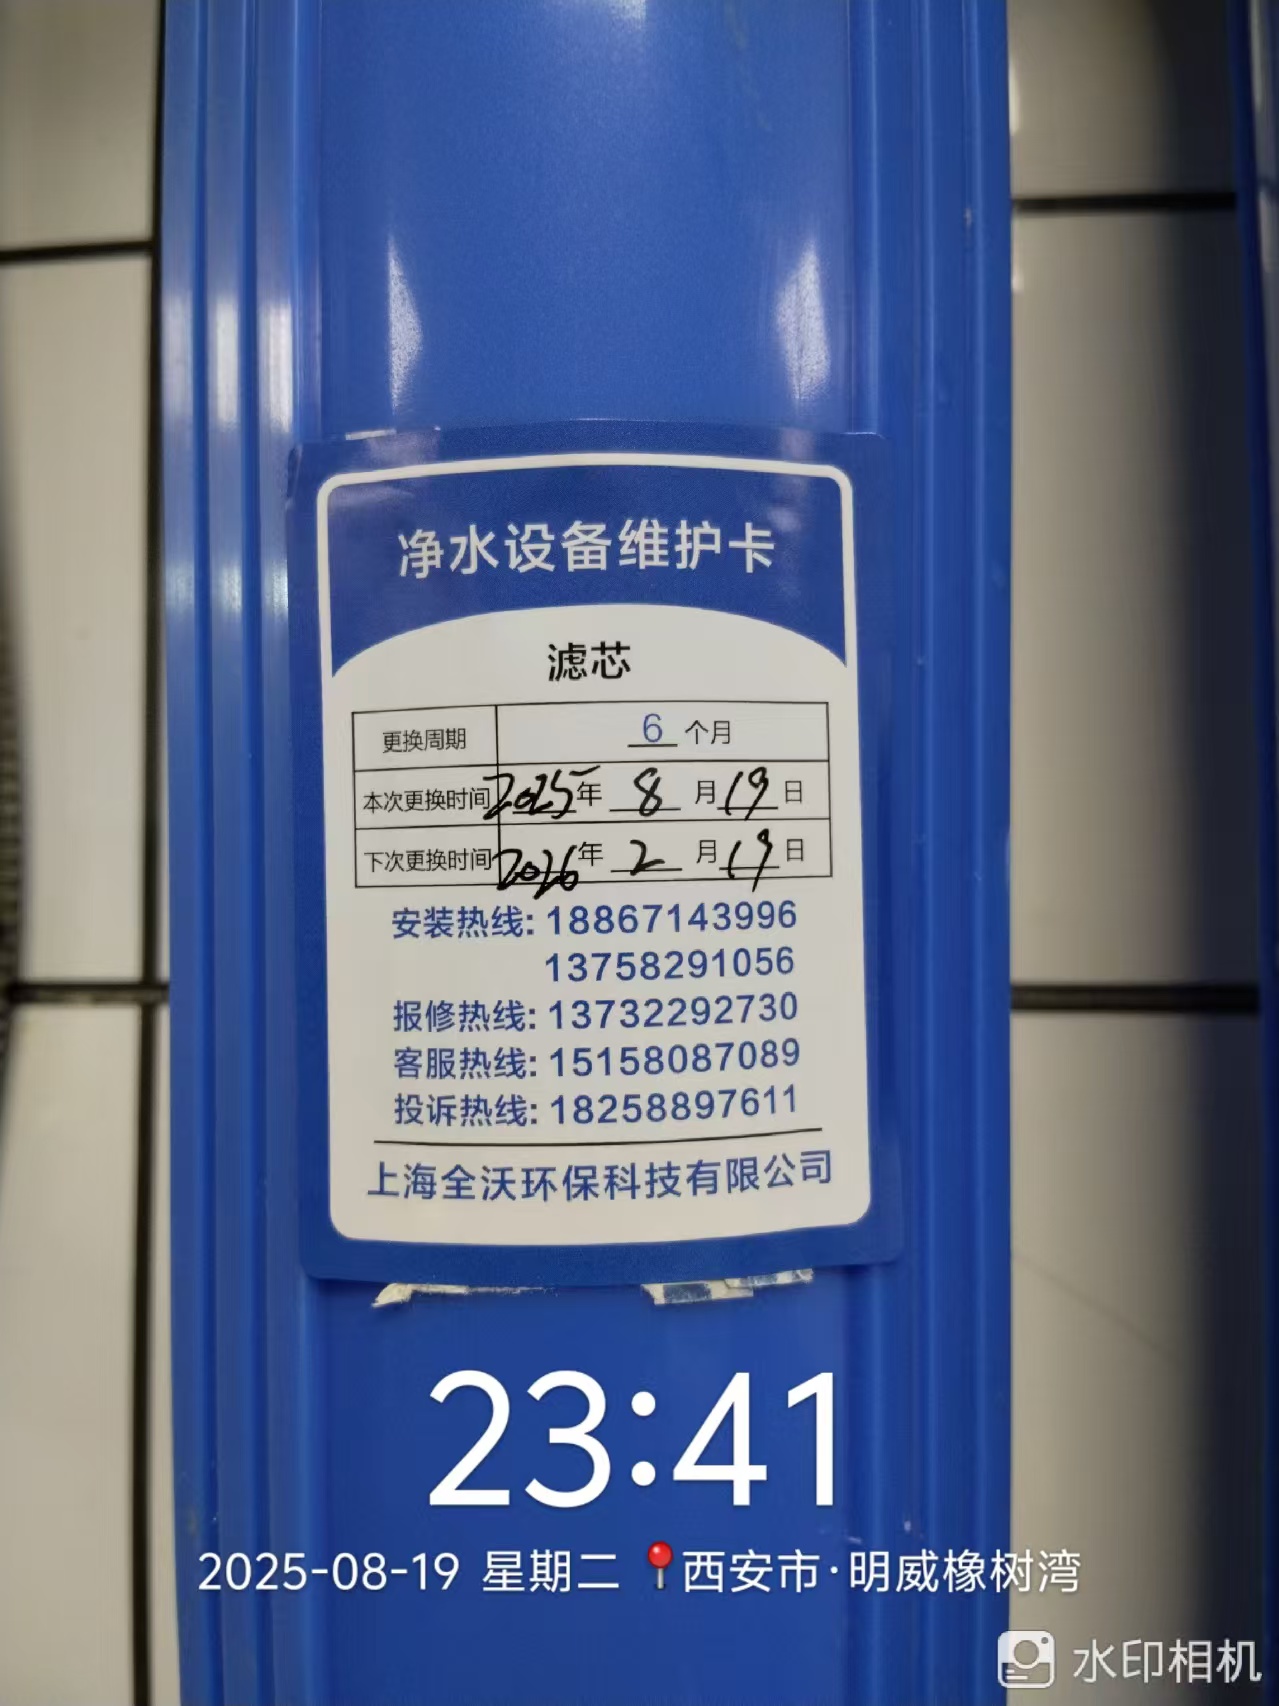 净水设备维护卡
滤芯
更换周期 6 个月
本次更换时间 2025年 8 月 19 日
下次更换时间 2026年 2 月 19 日
安装热线: 18867143996
13758291056
报修热线: 13732292730
客服热线: 15158087089
投诉热线: 18258897611
上海全沃环保科技有限公司
23:41
2025-08-19 星期二 📍西安市·明威橡树湾
水印相机